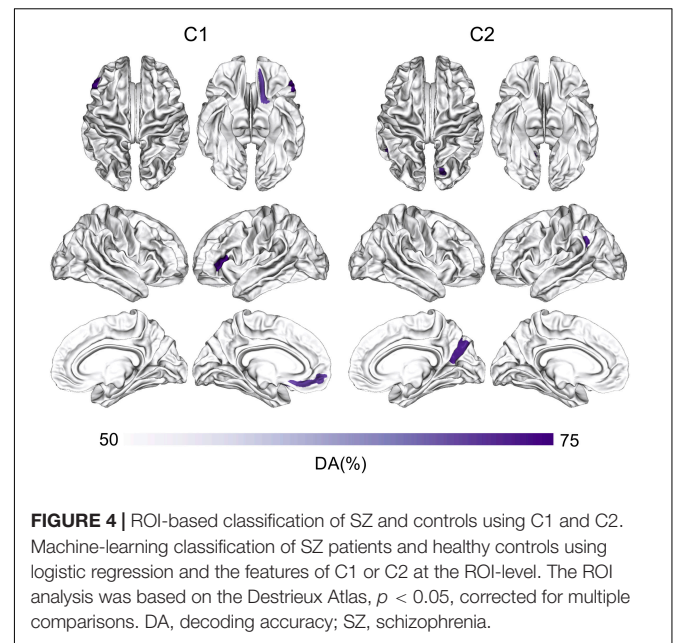 C1 C2
50 75
DA(%)
FIGURE 4 | ROI-based classification of SZ and controls using C1 and C2.
Machine-learning classification of SZ patients and healthy controls using
logistic regression and the features of C1 or C2 at the ROI-level. The ROI
analysis was based on the Destrieux Atlas, p < 0.05, corrected for multiple
comparisons. DA, decoding accuracy; SZ, schizophrenia.